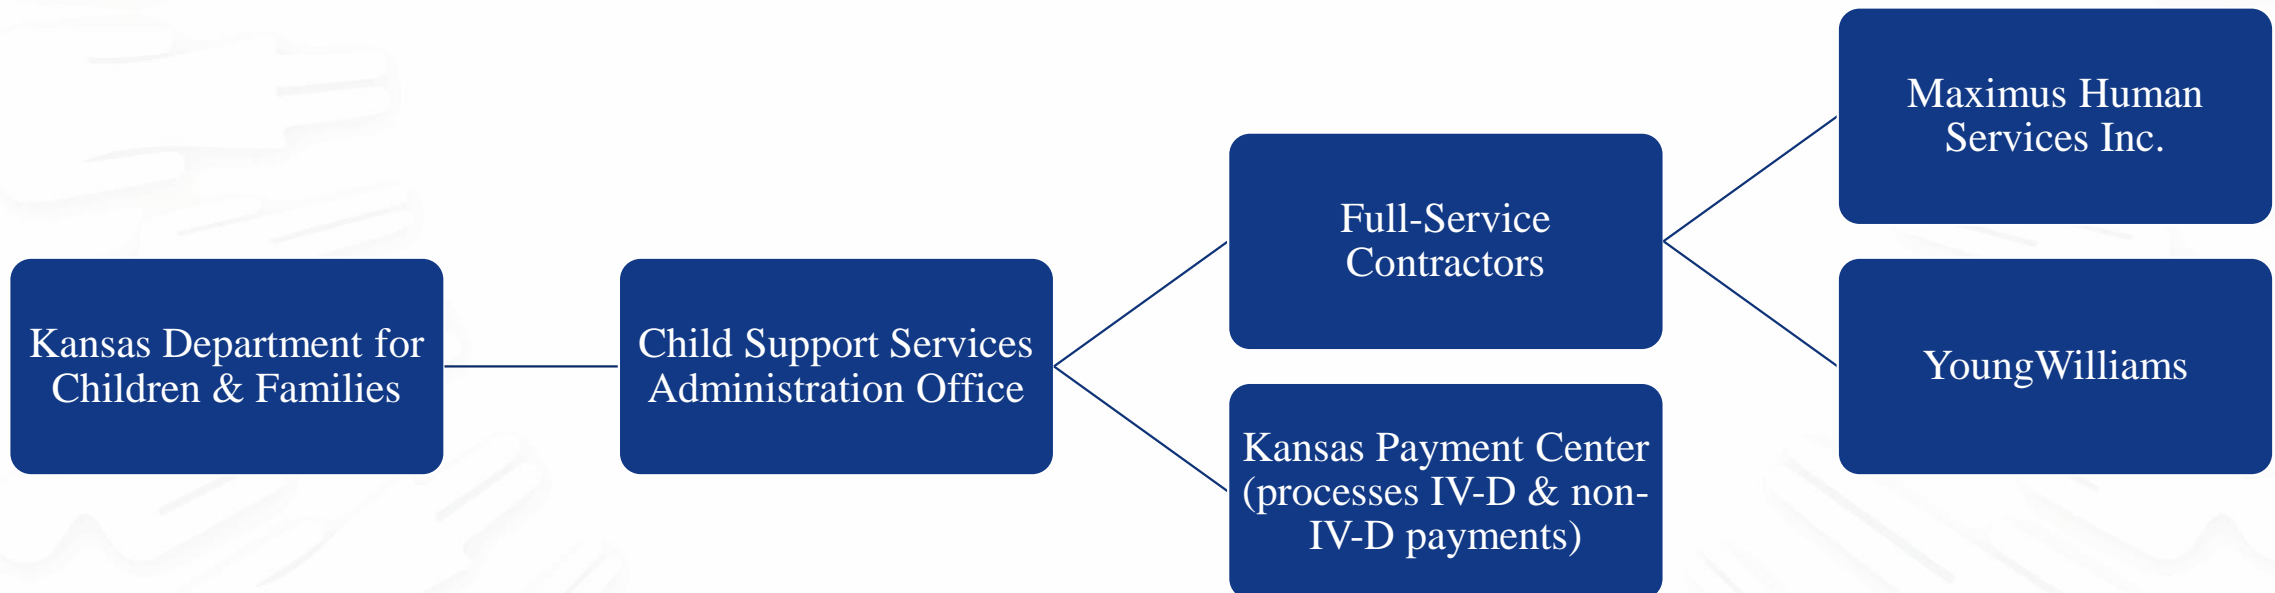 Kansas Department for
Children & Families
Child Support Services
Administration Office
Full-Service
Contractors
Kansas Payment Center
(processes IV-D & non-
IV-D payments)
Maximus Human
Services Inc.
YoungWilliams